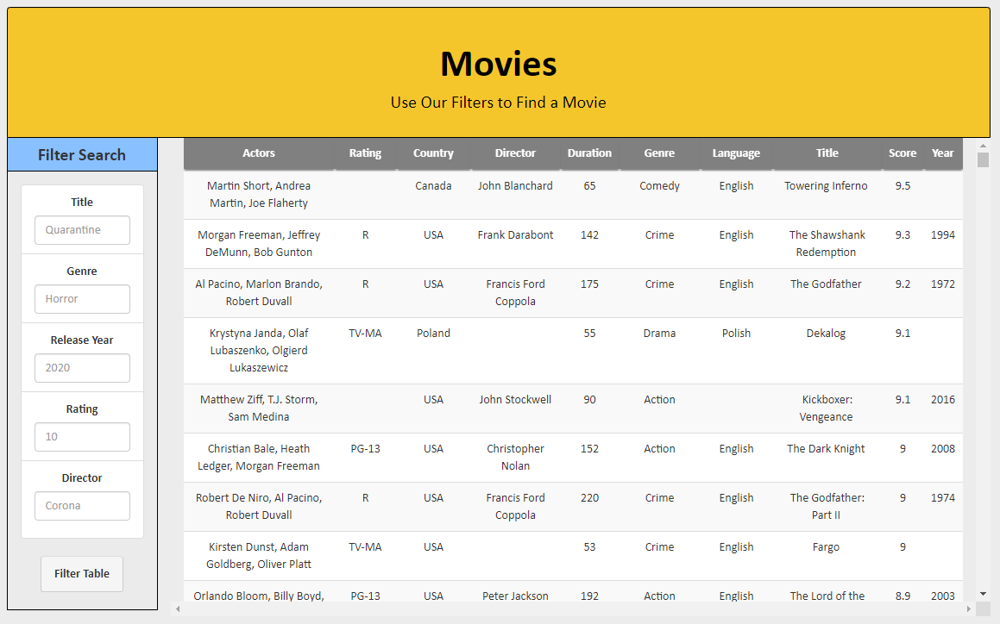 Movies
Use Our Filters to Find a Movie
Filter Search
Title
Quarantine
Genre
Horror
Release Year
2020
Rating
10
Director
Corona
Filter Table
Actors Rating Country Director Duration Genre Language Title Score Year
Martin Short, Andrea Canada John Blanchard 65 Comedy English Towering Inferno 9.5
Martin, Joe Flaherty
Morgan Freeman, Jeffrey R USA Frank Darabont 142 Crime English The Shawshank 9.3 1994
DeMunn, Bob Gunton Redemption
Al Pacino, Marlon Brando, R USA Francis Ford 175 Crime English The Godfather 9.2 1972
Robert Duvall Coppola
Krystyna Janda, Olaf TV-MA Poland 55 Drama Polish Dekalog 9.1
Lubaszenko, Olgierd
Lukaszewicz
Matthew Ziff, T.J. Storm, USA John Stockwell 90 Action Kickboxer: 9.1 2016
Sam Medina Vengeance
Christian Bale, Heath PG-13 USA Christopher 152 Action English The Dark Knight 9 2008
Ledger, Morgan Freeman Nolan
Robert De Niro, Al Pacino, R USA Francis Ford 220 Crime English The Godfather: 9 1974
Robert Duvall Coppola Part II
Kirsten Dunst, Adam TV-MA USA 53 Crime English Fargo 9
Goldberg, Oliver Platt
Orlando Bloom, Billy Boyd, PG-13 USA Peter Jackson 192 Action English The Lord of the 8.9 2003